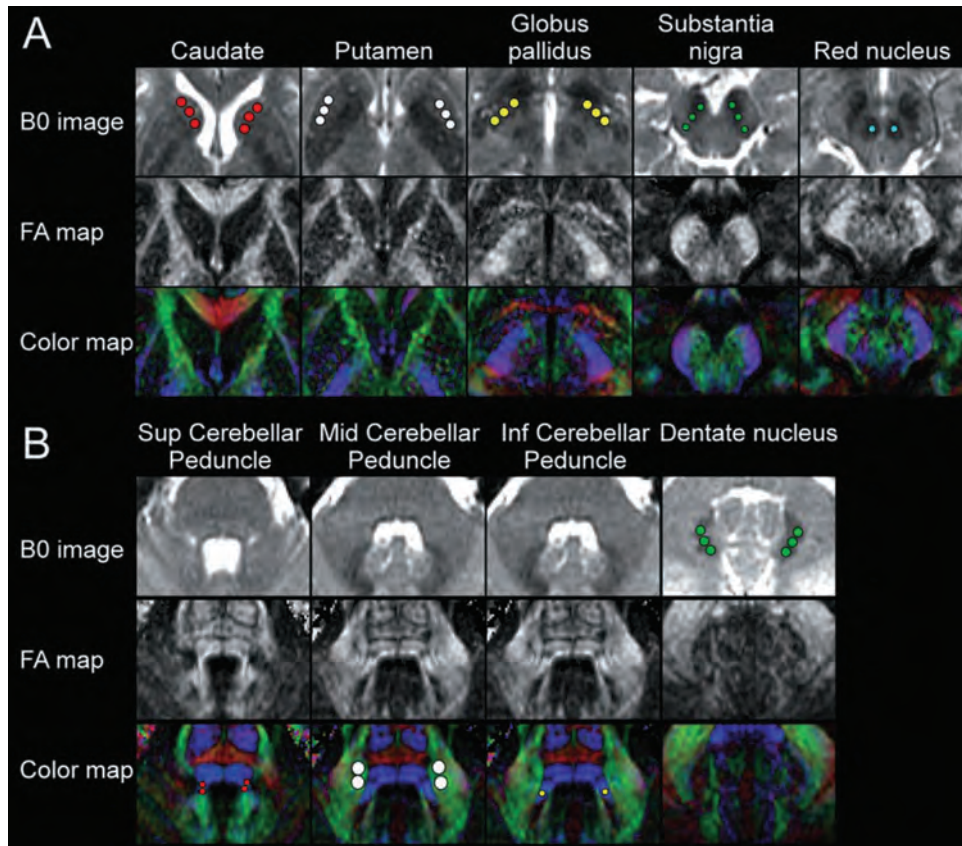 A
Caudate
Putamen
Globus
pallidus
Substantia
nigra
Red nucleus
B0 image
FA map
Color map
B
Sup Cerebellar
Peduncle
Mid Cerebellar
Peduncle
Inf Cerebellar
Peduncle
Dentate nucleus
B0 image
FA map
Color map